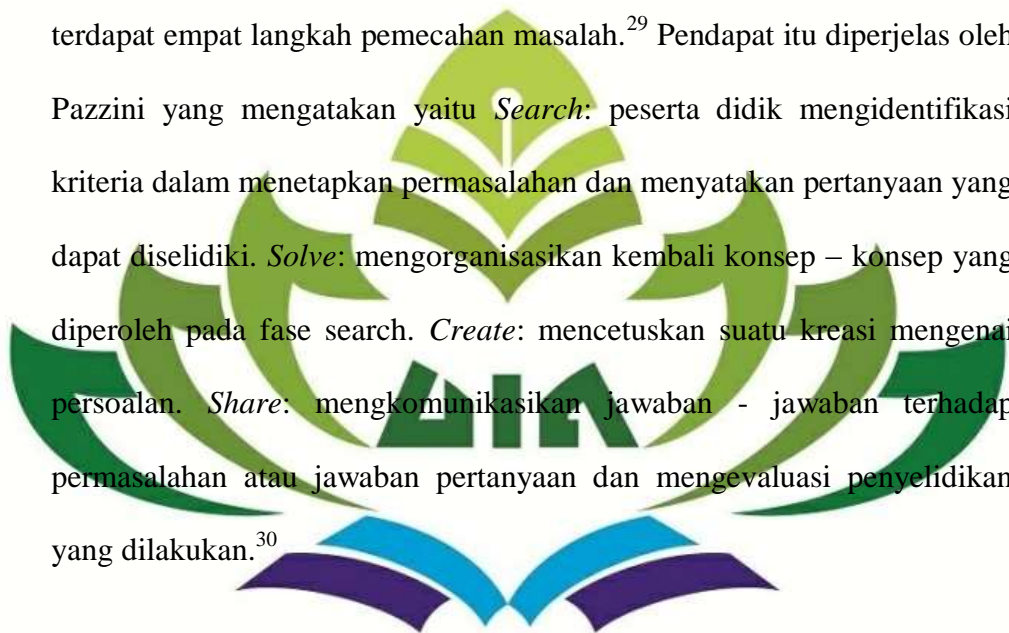 terdapat empat langkah pemecahan masalah.29 Pendapat itu diperjelas oleh
Pazzini yang mengatakan yaitu Search: peserta didik mengidentifikasi
kriteria dalam menetapkan permasalahan dan menyatakan pertanyaan yang
dapat diselidiki. Solve: mengorganisasikan kembali konsep – konsep yang
diperoleh pada fase search. Create: mencetuskan suatu kreasi mengenai
persoalan. Share: mengkomunikasikan jawaban - jawaban terhadap
permasalahan atau jawaban pertanyaan dan mengevaluasi penyelidikan
yang dilakukan.30